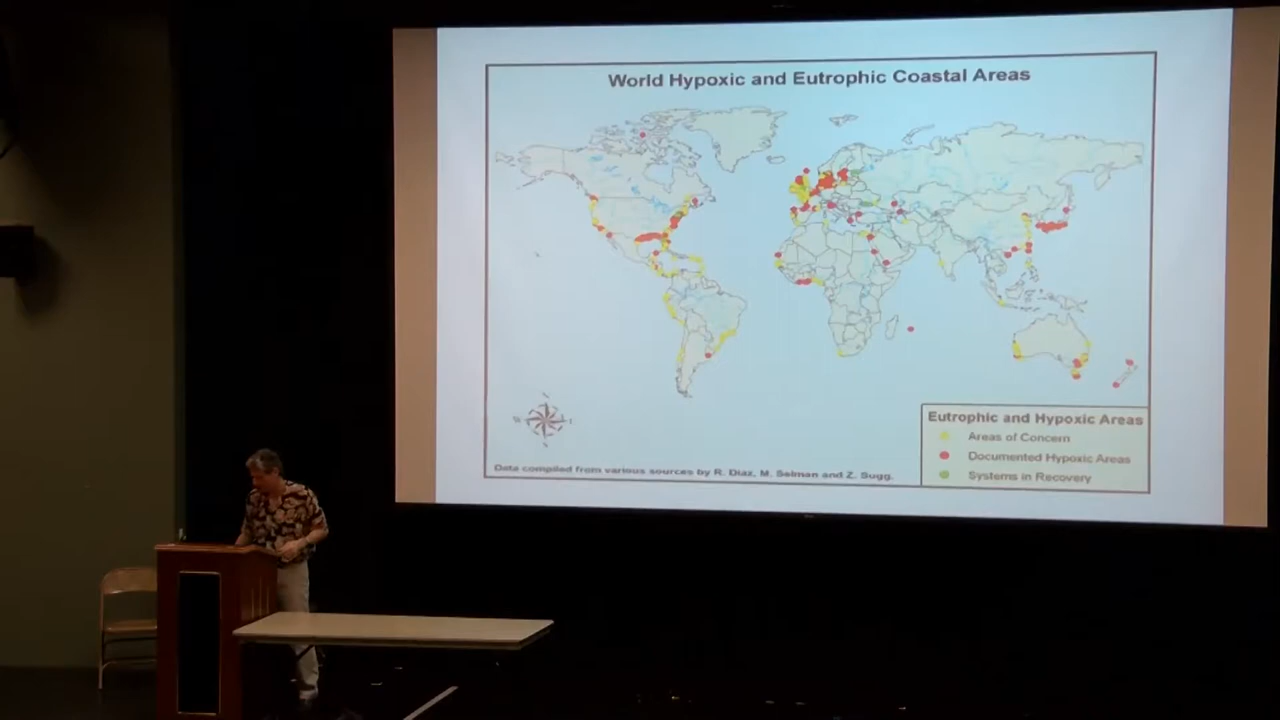 World Hypoxic and Eutrophic Coastal Areas
Eutrophic and Hypoxic Areas
Areas of Concern
Documented Hypoxic Areas
Systems in Recovery
Data compiled from various sources by R. Diaz, M. Selman and Z. Sugg.